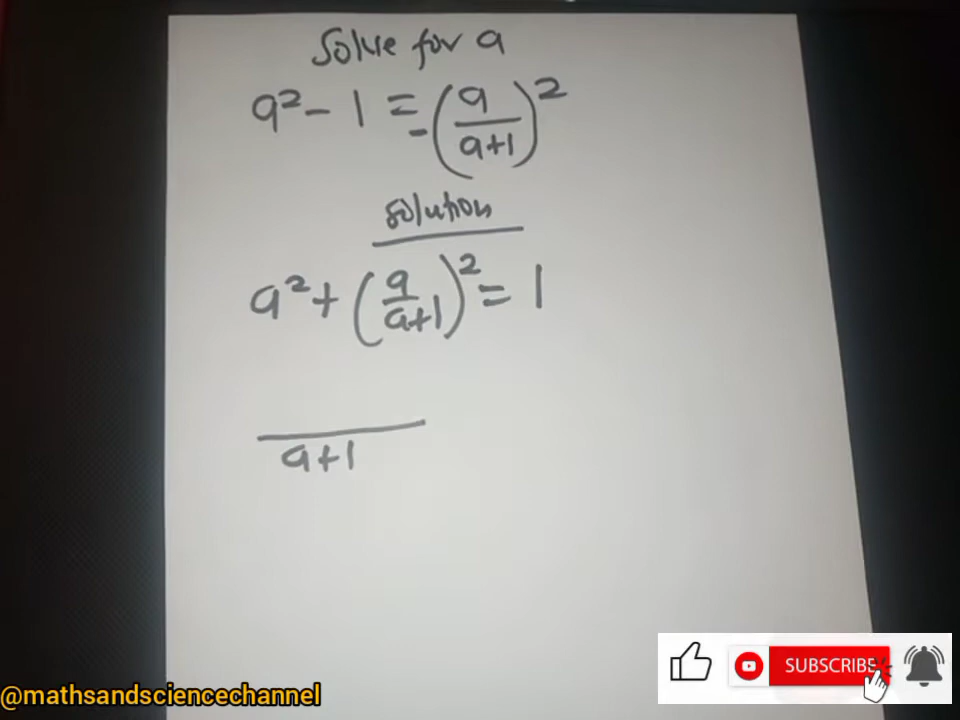 Solve for a
a² - 1 = -(a/(a+1))²
solution
a² + (a/(a+1))² = 1
a+1
SUBSCRIBE
@mathsandsciencechannel